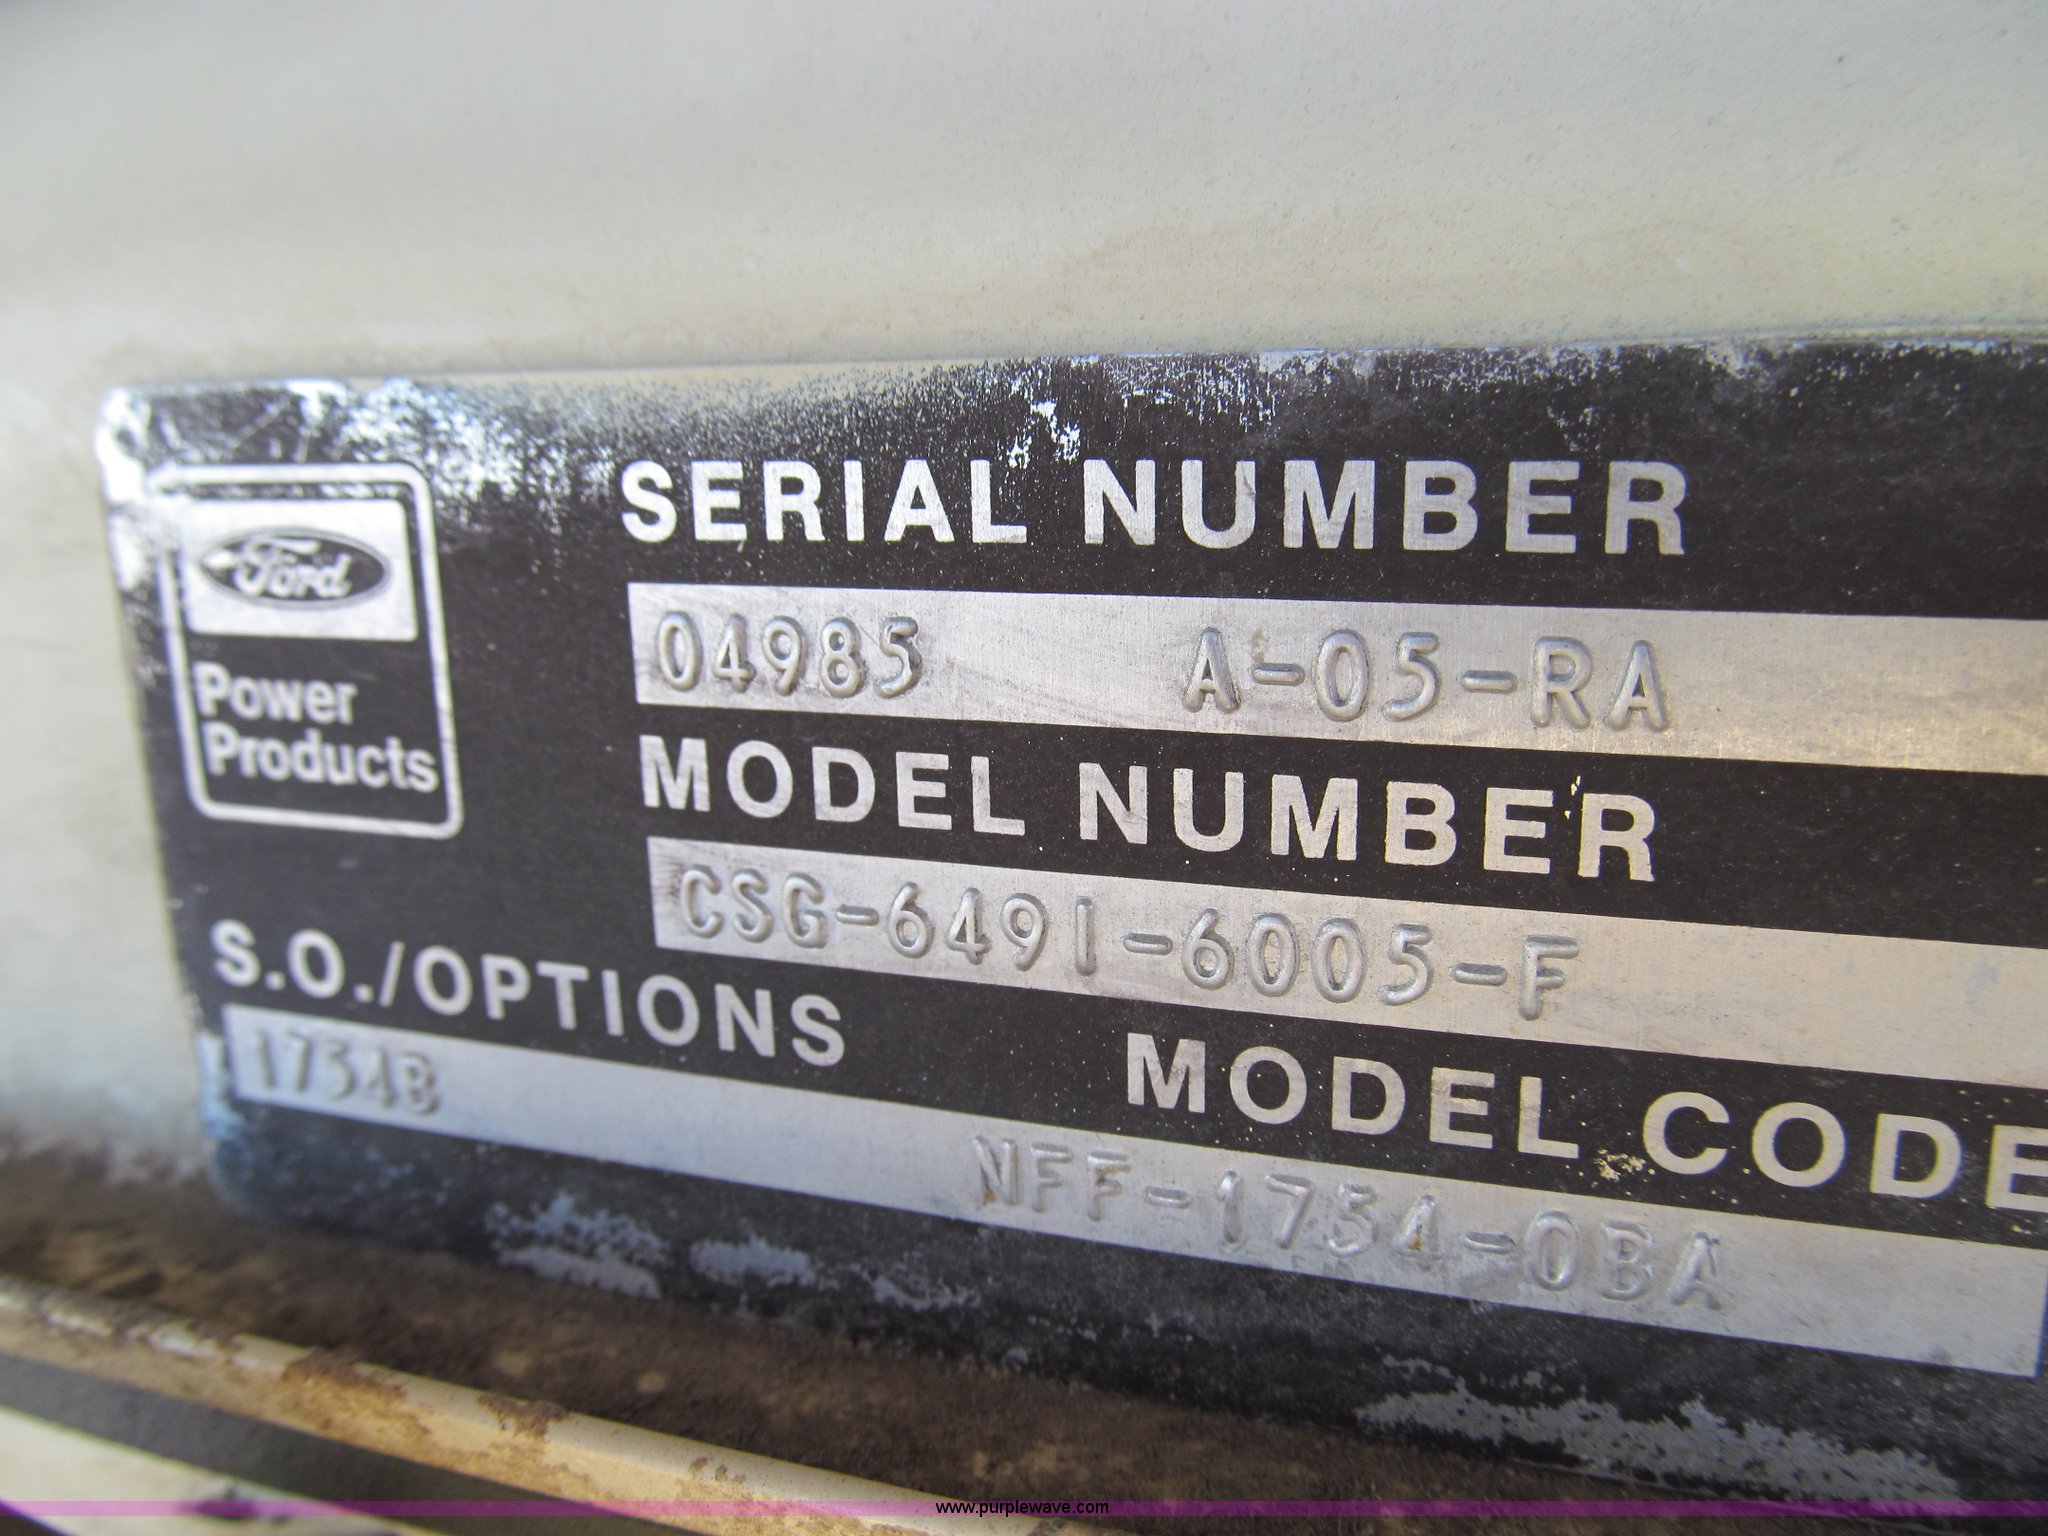 Ford
Power
Products
SERIAL NUMBER
04985 A-05-RA
MODEL NUMBER
CSG-649I-6005-F
S.O./OPTIONS
1734B
MODEL CODE
NFF-1734-0BA
www.purplewave.com